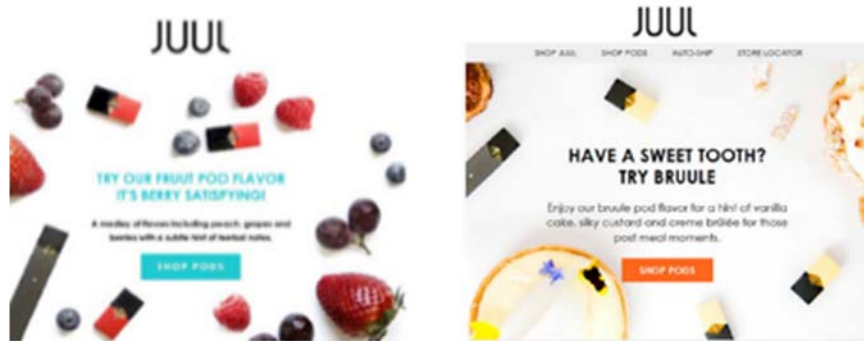 JUUL
TRY OUR FRUUT POD FLAVOR
IT'S BERRY SATISFYING!
A medley of flavors including peach, grapes and
berries with a subtle hint of herbal notes.
SHOP PODS
JUUL
SHOP JUUL SHOP PODS AUTO-SHIP STORE LOCATOR
HAVE A SWEET TOOTH?
TRY BRUULE
Enjoy our bruule pod flavor for a hint of vanilla
cake, silky custard and creme brûlée for those
post meal moments.
SHOP PODS